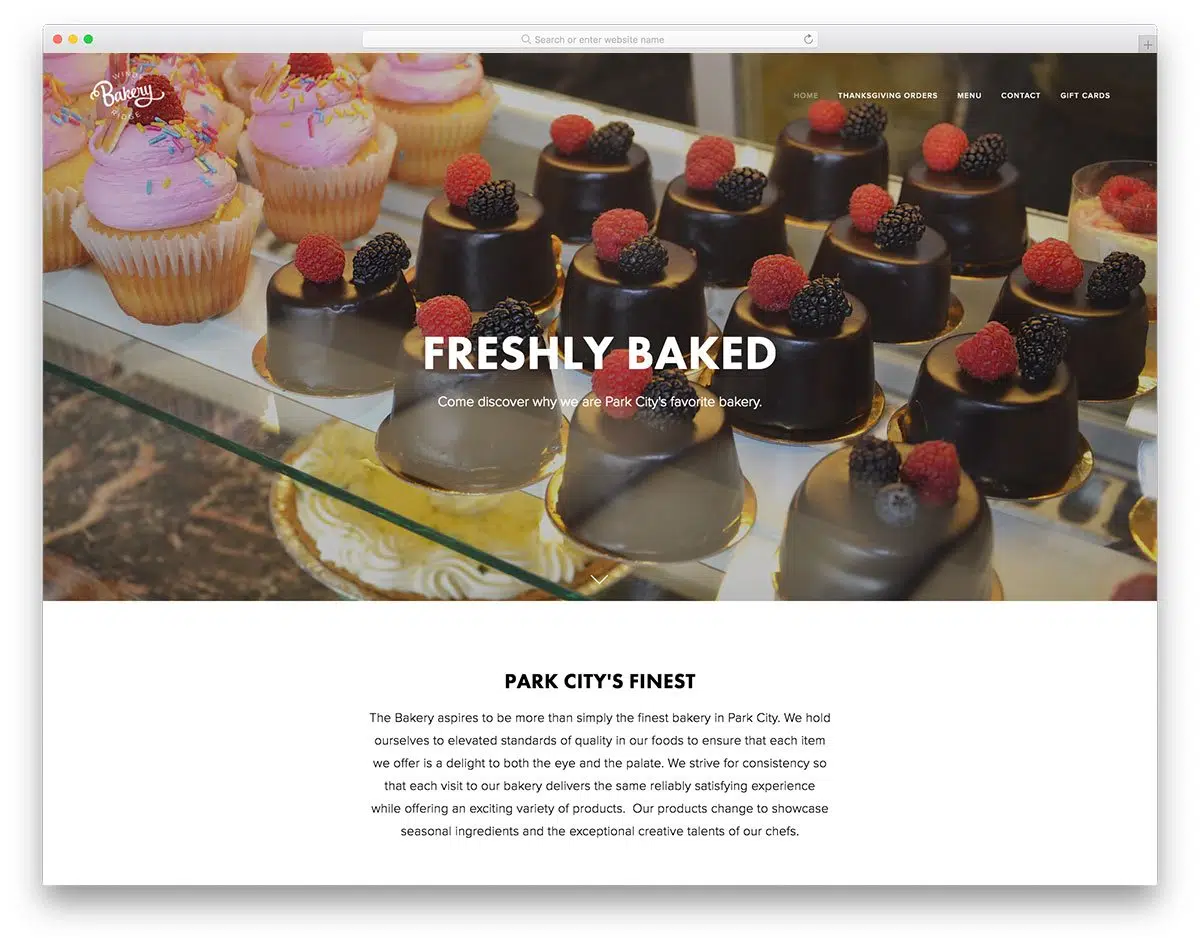 Search or enter website name
WIND
Bakery
RIDGE
HOME THANKSGIVING ORDERS MENU CONTACT GIFT CARDS
FRESHLY BAKED
Come discover why we are Park City's favorite bakery.
PARK CITY'S FINEST
The Bakery aspires to be more than simply the finest bakery in Park City. We hold
ourselves to elevated standards of quality in our foods to ensure that each item
we offer is a delight to both the eye and the palate. We strive for consistency so
that each visit to our bakery delivers the same reliably satisfying experience
while offering an exciting variety of products.  Our products change to showcase
seasonal ingredients and the exceptional creative talents of our chefs.